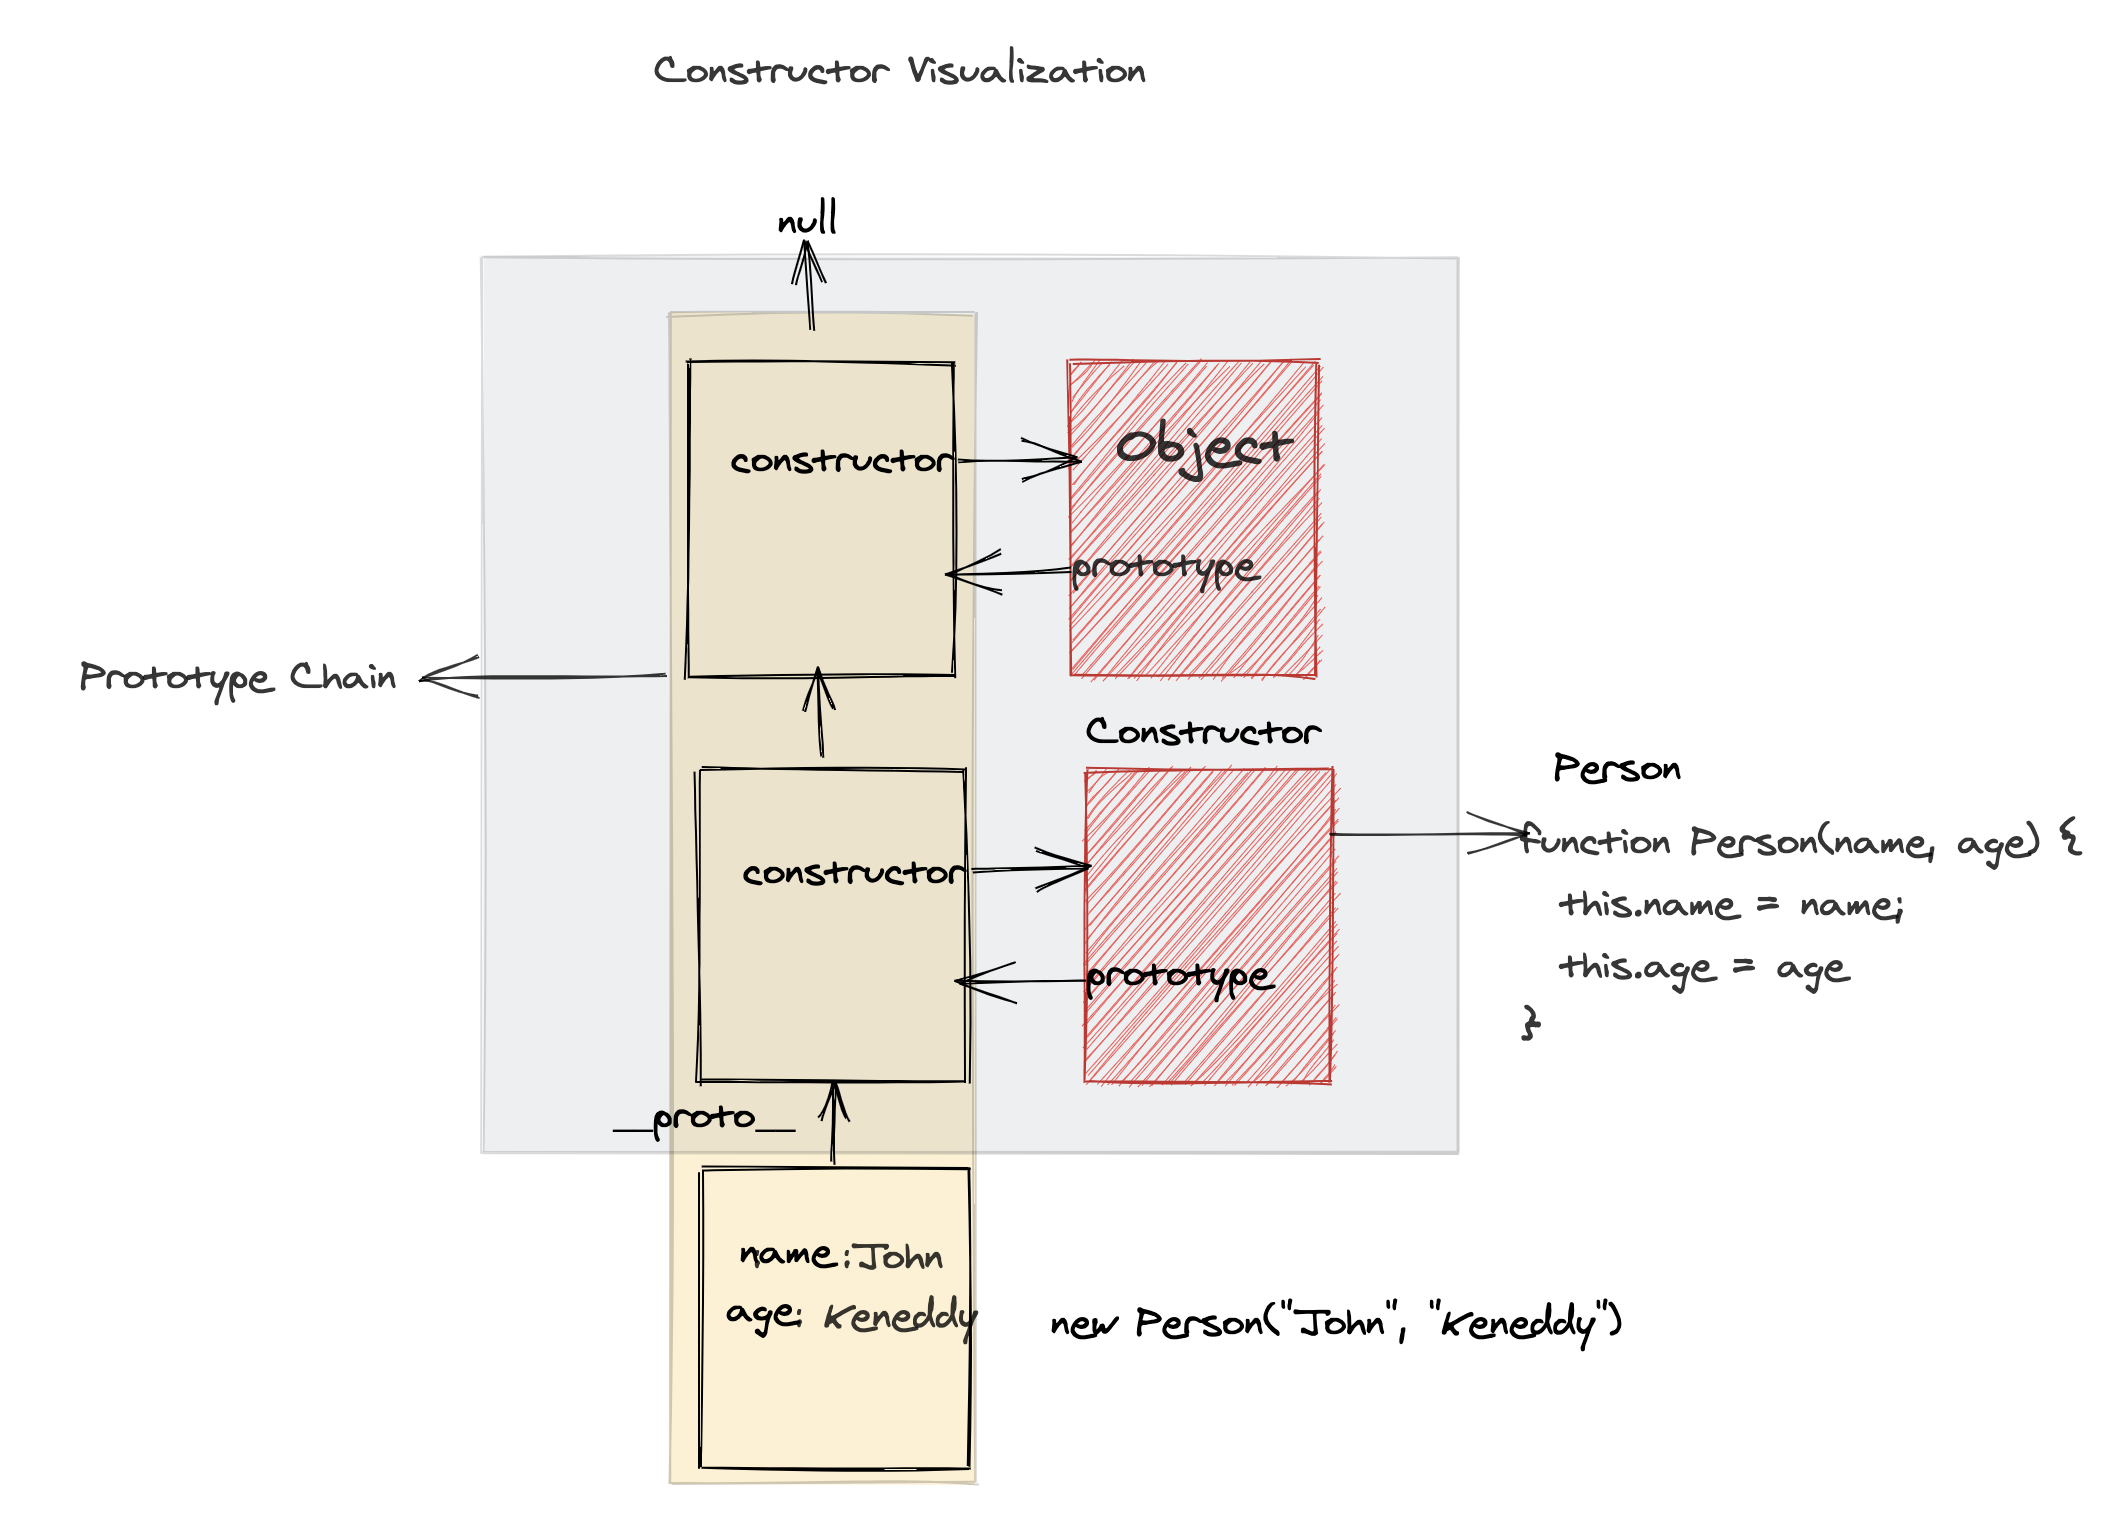 Constructor Visualization
null
constructor
Object
prototype
Prototype Chain
Constructor
Person
function Person(name, age) {
this.name = name;
this.age = age
}
constructor
prototype
__proto__
name:John
age: Keneddy
new Person("John", "Keneddy")